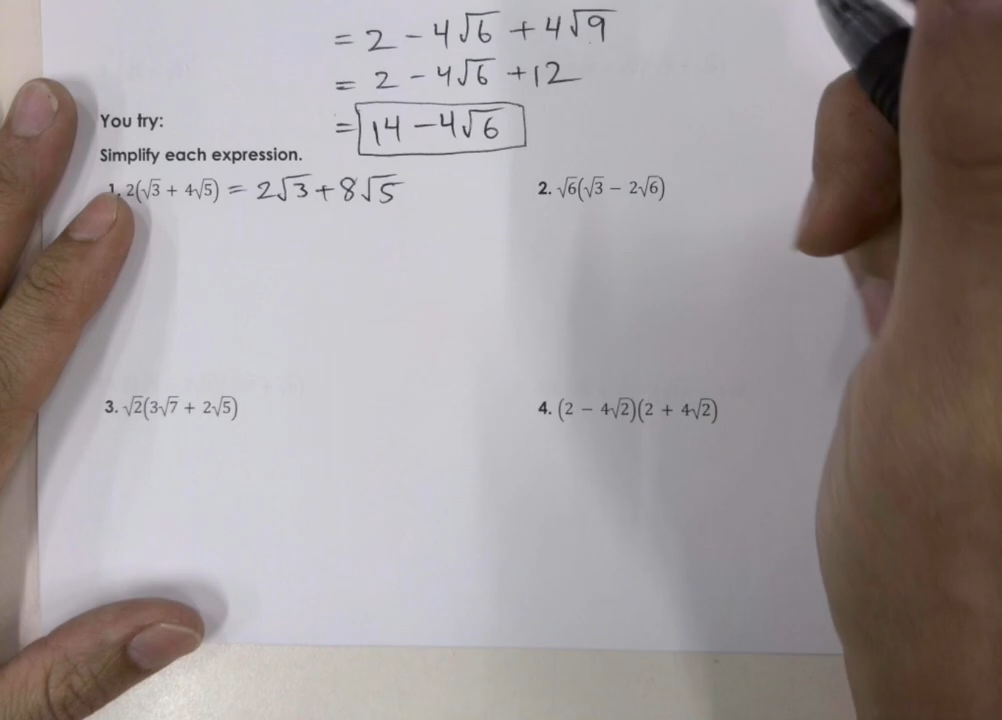 = 2 - 4√6 + 4√9
= 2 - 4√6 + 12
= 14 - 4√6
You try:
Simplify each expression.
1. 2(√3 + 4√5) = 2√3 + 8√5
2. √6(√3 − 2√6)
3. √2(3√7 + 2√5)
4. (2 − 4√2)(2 + 4√2)